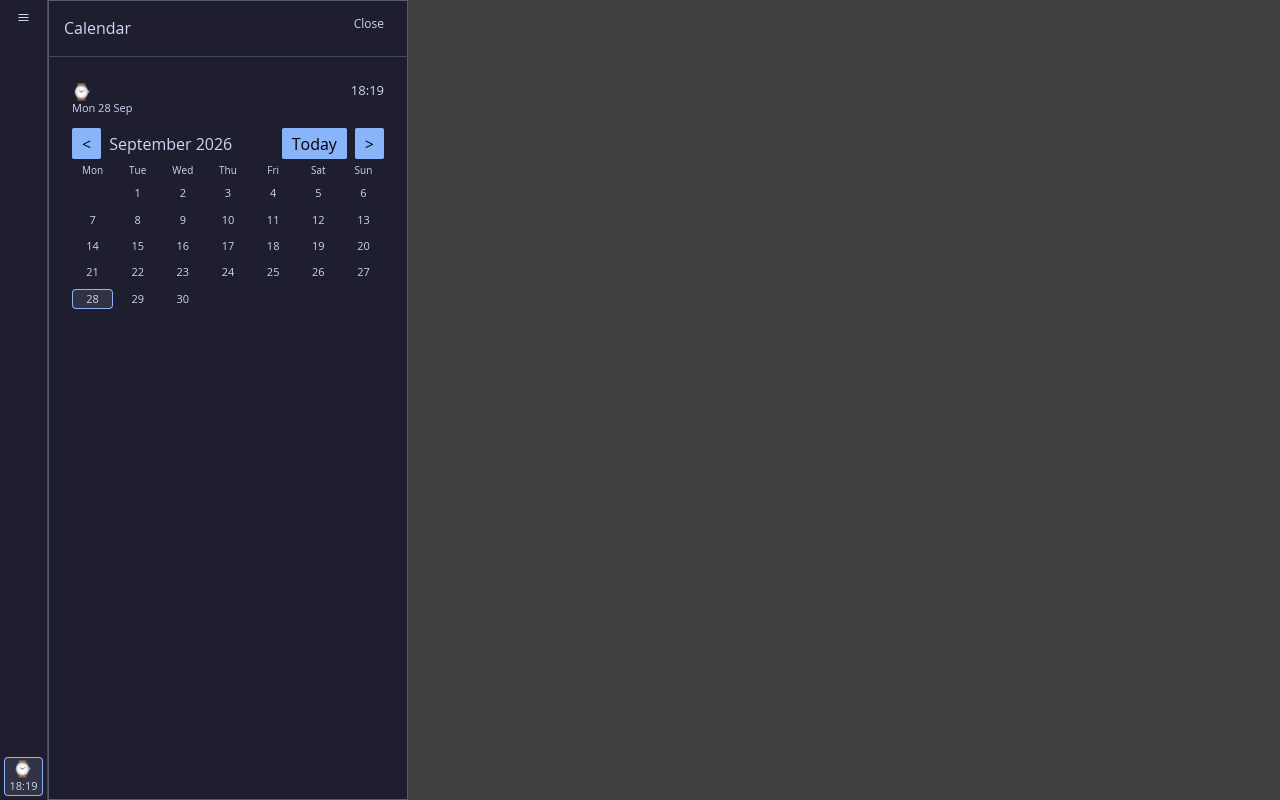 Calendar Close
18:19
Mon 28 Sep
< September 2026 Today >
Mon Tue Wed Thu Fri Sat Sun
1 2 3 4 5 6
7 8 9 10 11 12 13
14 15 16 17 18 19 20
21 22 23 24 25 26 27
28 29 30
18:19